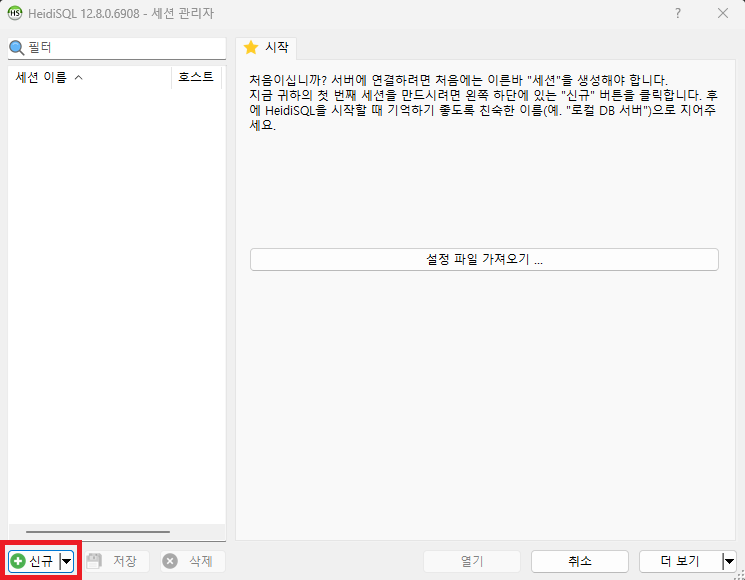 HeidiSQL 12.8.0.6908 - 세션 관리자
?
필터
시작
세션 이름
호스트
처음이십니까? 서버에 연결하려면 처음에는 이른바 "세션"을 생성해야 합니다.
지금 귀하의 첫 번째 세션을 만드시려면 왼쪽 하단에 있는 "신규" 버튼을 클릭합니다. 후
에 HeidiSQL을 시작할 때 기억하기 좋도록 친숙한 이름(예. "로컬 DB 서버")으로 지어주
세요.
설정 파일 가져오기 ...
신규
저장
삭제
열기
취소
더 보기